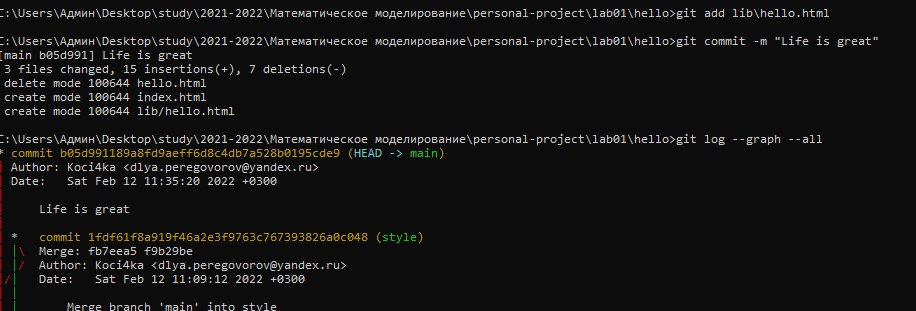 C:\Users\Админ\Desktop\study\2021-2022\Математическое моделирование\personal-project\lab01\hello>git add lib\hello.html
C:\Users\Админ\Desktop\study\2021-2022\Математическое моделирование\personal-project\lab01\hello>git commit -m "Life is great"
[main b05d991] Life is great
3 files changed, 15 insertions(+), 7 deletions(-)
delete mode 100644 hello.html
create mode 100644 index.html
create mode 100644 lib/hello.html
C:\Users\Админ\Desktop\study\2021-2022\Математическое моделирование\personal-project\lab01\hello>git log --graph --all
* commit b05d991189a8fd9aeff6d8c4db7a528b0195cde9 (HEAD -> main)
| Author: Koci4ka <dlya.peregovorov@yandex.ru>
| Date:   Sat Feb 12 11:35:20 2022 +0300
|
|     Life is great
|
| *   commit 1fdf61f8a919f46a2e3f9763c767393826a0c048 (style)
| |\  Merge: fb7eea5 f9b29be
| |/  Author: Koci4ka <dlya.peregovorov@yandex.ru>
|/|   Date:   Sat Feb 12 11:09:12 2022 +0300
| |
| |       Merge branch 'main' into style